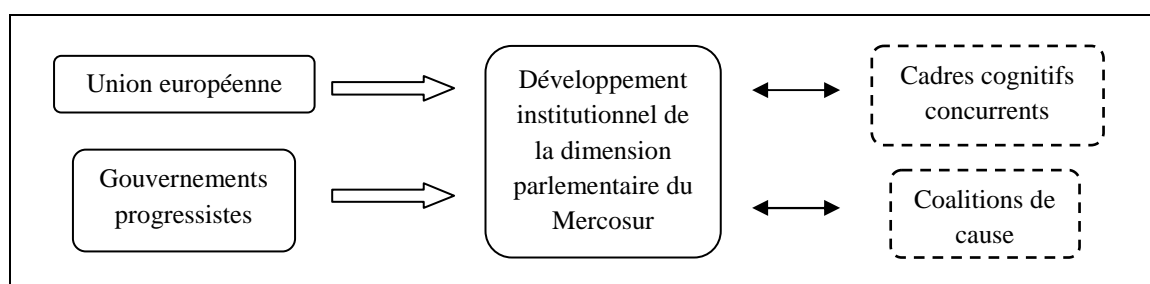 Union européenne
Gouvernements
progressistes
Développement
institutionnel de
la dimension
parlementaire du
Mercosur
Cadres cognitifs
concurrents
Coalitions de
cause